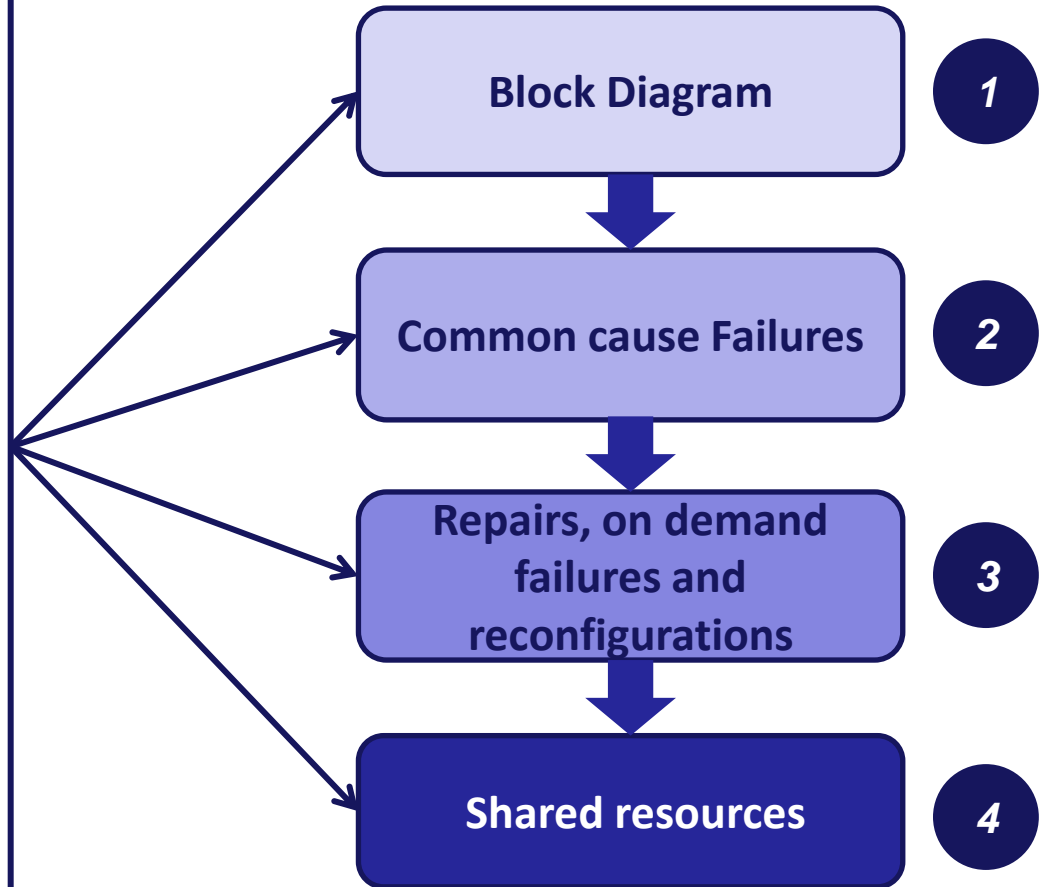 Block Diagram
1
Common cause Failures
2
Repairs, on demand
failures and
reconfigurations
3
Shared resources
4